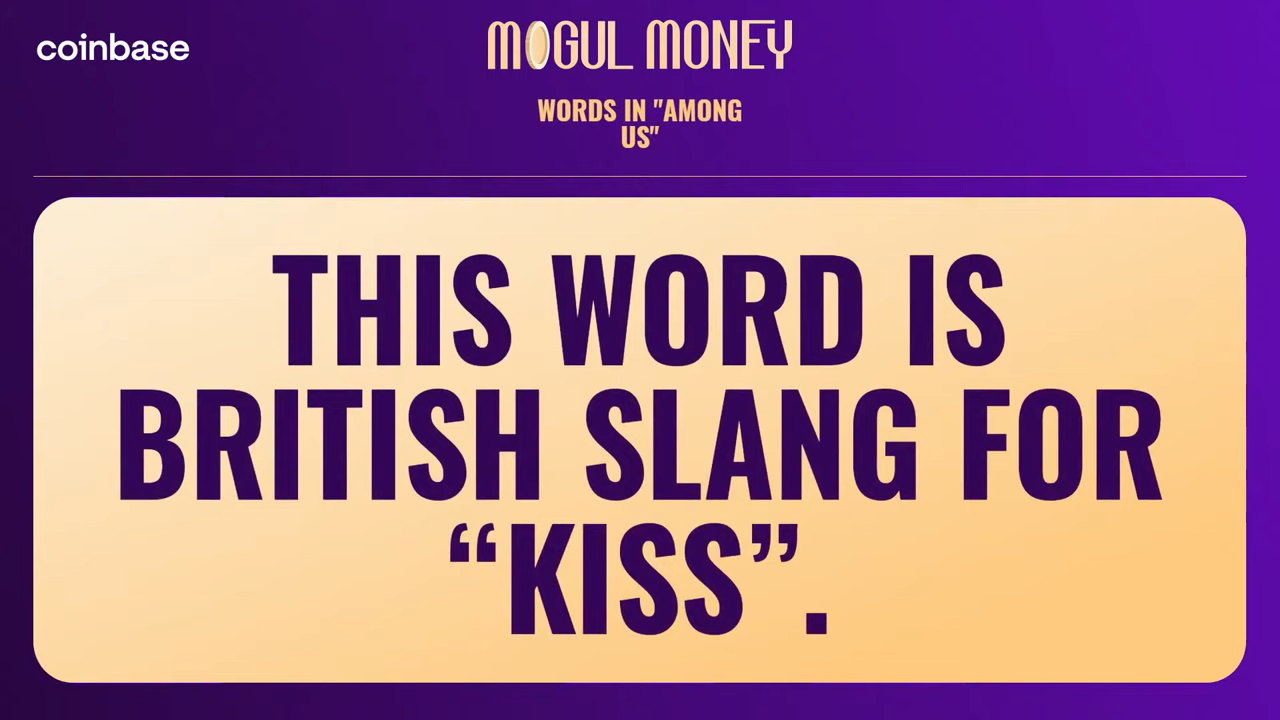 coinbase
MOGUL MONEY
WORDS IN "AMONG
US"
THIS WORD IS
BRITISH SLANG FOR
“KISS”.